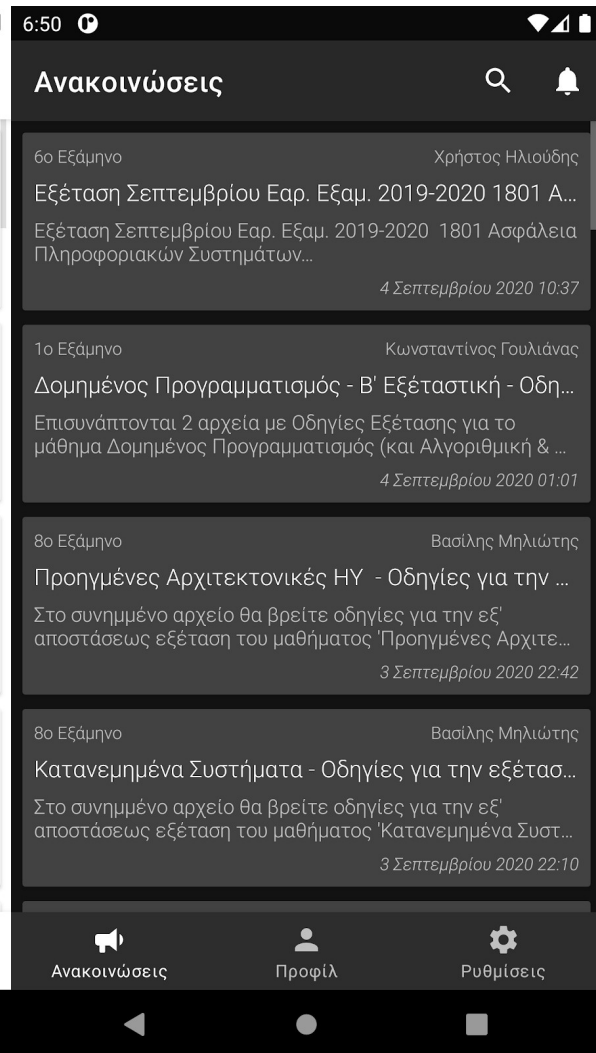 6:50
Ανακοινώσεις
6ο Εξάμηνο Χρήστος Ηλιούδης
Εξέταση Σεπτεμβρίου Εαρ. Εξαμ. 2019-2020 1801 Α...
Εξέταση Σεπτεμβρίου Εαρ. Εξαμ. 2019-2020 1801 Ασφάλεια
Πληροφοριακών Συστημάτων...
4 Σεπτεμβρίου 2020 10:37
1ο Εξάμηνο Κωνσταντίνος Γουλιάνας
Δομημένος Προγραμματισμός - Β' Εξέταστική - Οδη...
Επισυνάπτονται 2 αρχεία με Οδηγίες Εξέτασης για το
μάθημα Δομημένος Προγραμματισμός (και Αλγοριθμική & ...
4 Σεπτεμβρίου 2020 01:01
8ο Εξάμηνο Βασίλης Μηλιώτης
Προηγμένες Αρχιτεκτονικές ΗΥ - Οδηγίες για την ...
Στο συνημμένο αρχείο θα βρείτε οδηγίες για την εξ'
αποστάσεως εξέταση του μαθήματος 'Προηγμένες Αρχιτε...
3 Σεπτεμβρίου 2020 22:42
8ο Εξάμηνο Βασίλης Μηλιώτης
Κατανεμημένα Συστήματα - Οδηγίες για την εξέτασ...
Στο συνημμένο αρχείο θα βρείτε οδηγίες για την εξ'
αποστάσεως εξέταση του μαθήματος 'Κατανεμημένα Συστ...
3 Σεπτεμβρίου 2020 22:10
Ανακοινώσεις Προφίλ Ρυθμίσεις